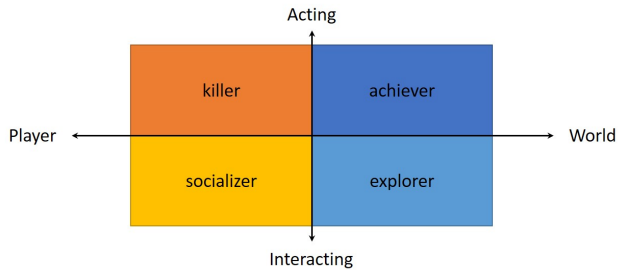 Acting
killer
achiever
Player
World
socializer
explorer
Interacting